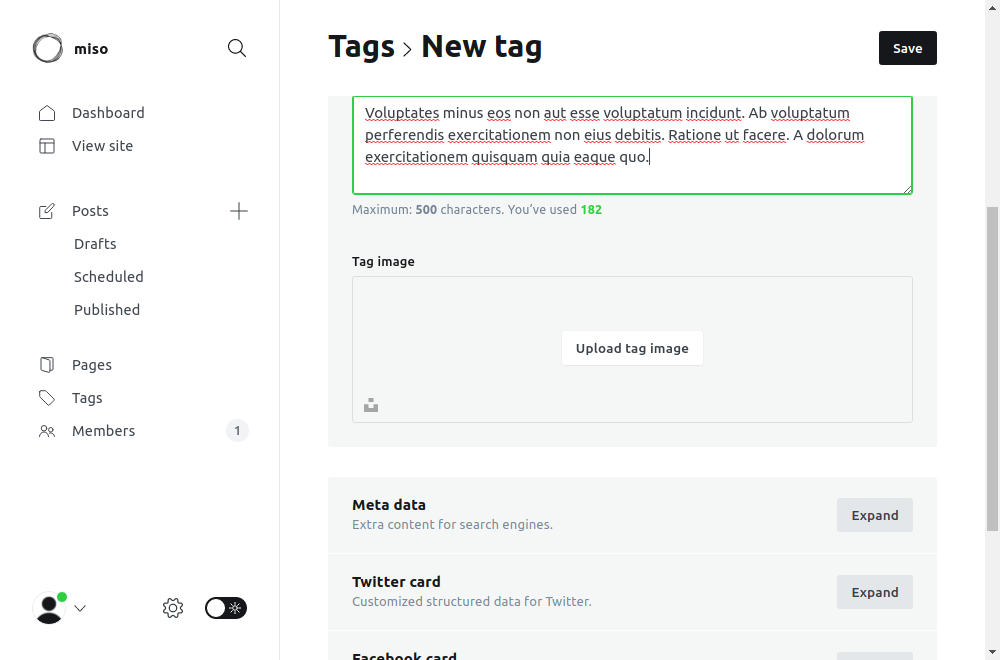 miso
Dashboard
View site
Posts
Drafts
Scheduled
Published
Pages
Tags
Members
1
Tags
New tag
Save
Voluptates minus eos non aut esse voluptatum incidunt. Ab voluptatum
perferendis exercitationem non eius debitis. Ratione ut facere. A dolorum
exercitationem quisquam quia eaque quo.
Maximum: 500 characters. You’ve used 182
Tag image
Upload tag image
Meta data
Extra content for search engines.
Expand
Twitter card
Customized structured data for Twitter.
Expand
Facebook card